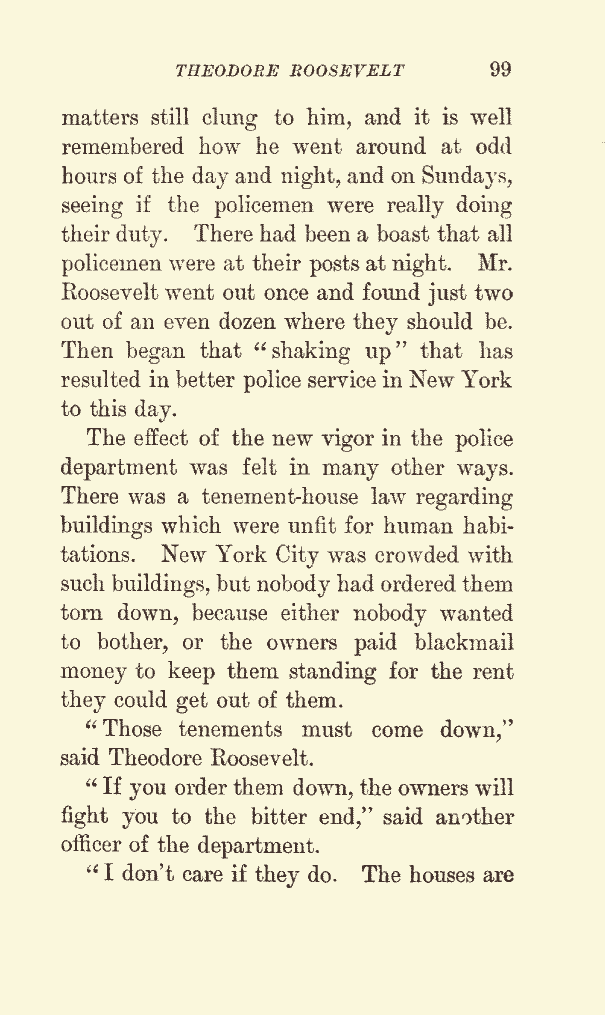 THEODORE ROOSEVELT 99
matters still clung to him, and it is well
remembered how he went around at odd
hours of the day and night, and on Sundays,
seeing if the policemen were really doing
their duty. There had been a boast that all
policemen were at their posts at night. Mr.
Roosevelt went out once and found just two
out of an even dozen where they should be.
Then began that “shaking up” that has
resulted in better police service in New York
to this day.
The effect of the new vigor in the police
department was felt in many other ways.
There was a tenement-house law regarding
buildings which were unfit for human habi-
tations. New York City was crowded with
such buildings, but nobody had ordered them
torn down, because either nobody wanted
to bother, or the owners paid blackmail
money to keep them standing for the rent
they could get out of them.
“Those tenements must come down,”
said Theodore Roosevelt.
“If you order them down, the owners will
fight you to the bitter end,” said another
officer of the department.
“I don't care if they do. The houses are